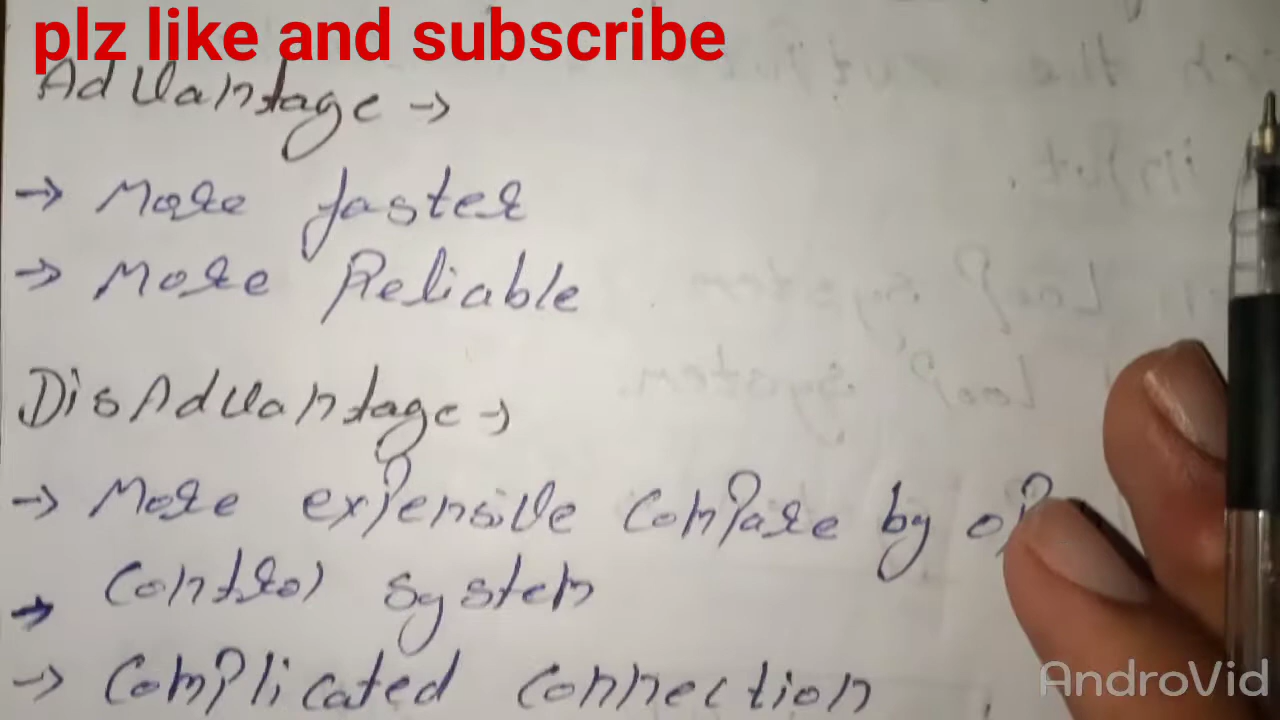 plz like and subscribe
Advantage →
→ More faster
→ More Reliable
DisAdvantage →
→ More expensive compare by
→ Control system
→ Complicated connection
AndroVid